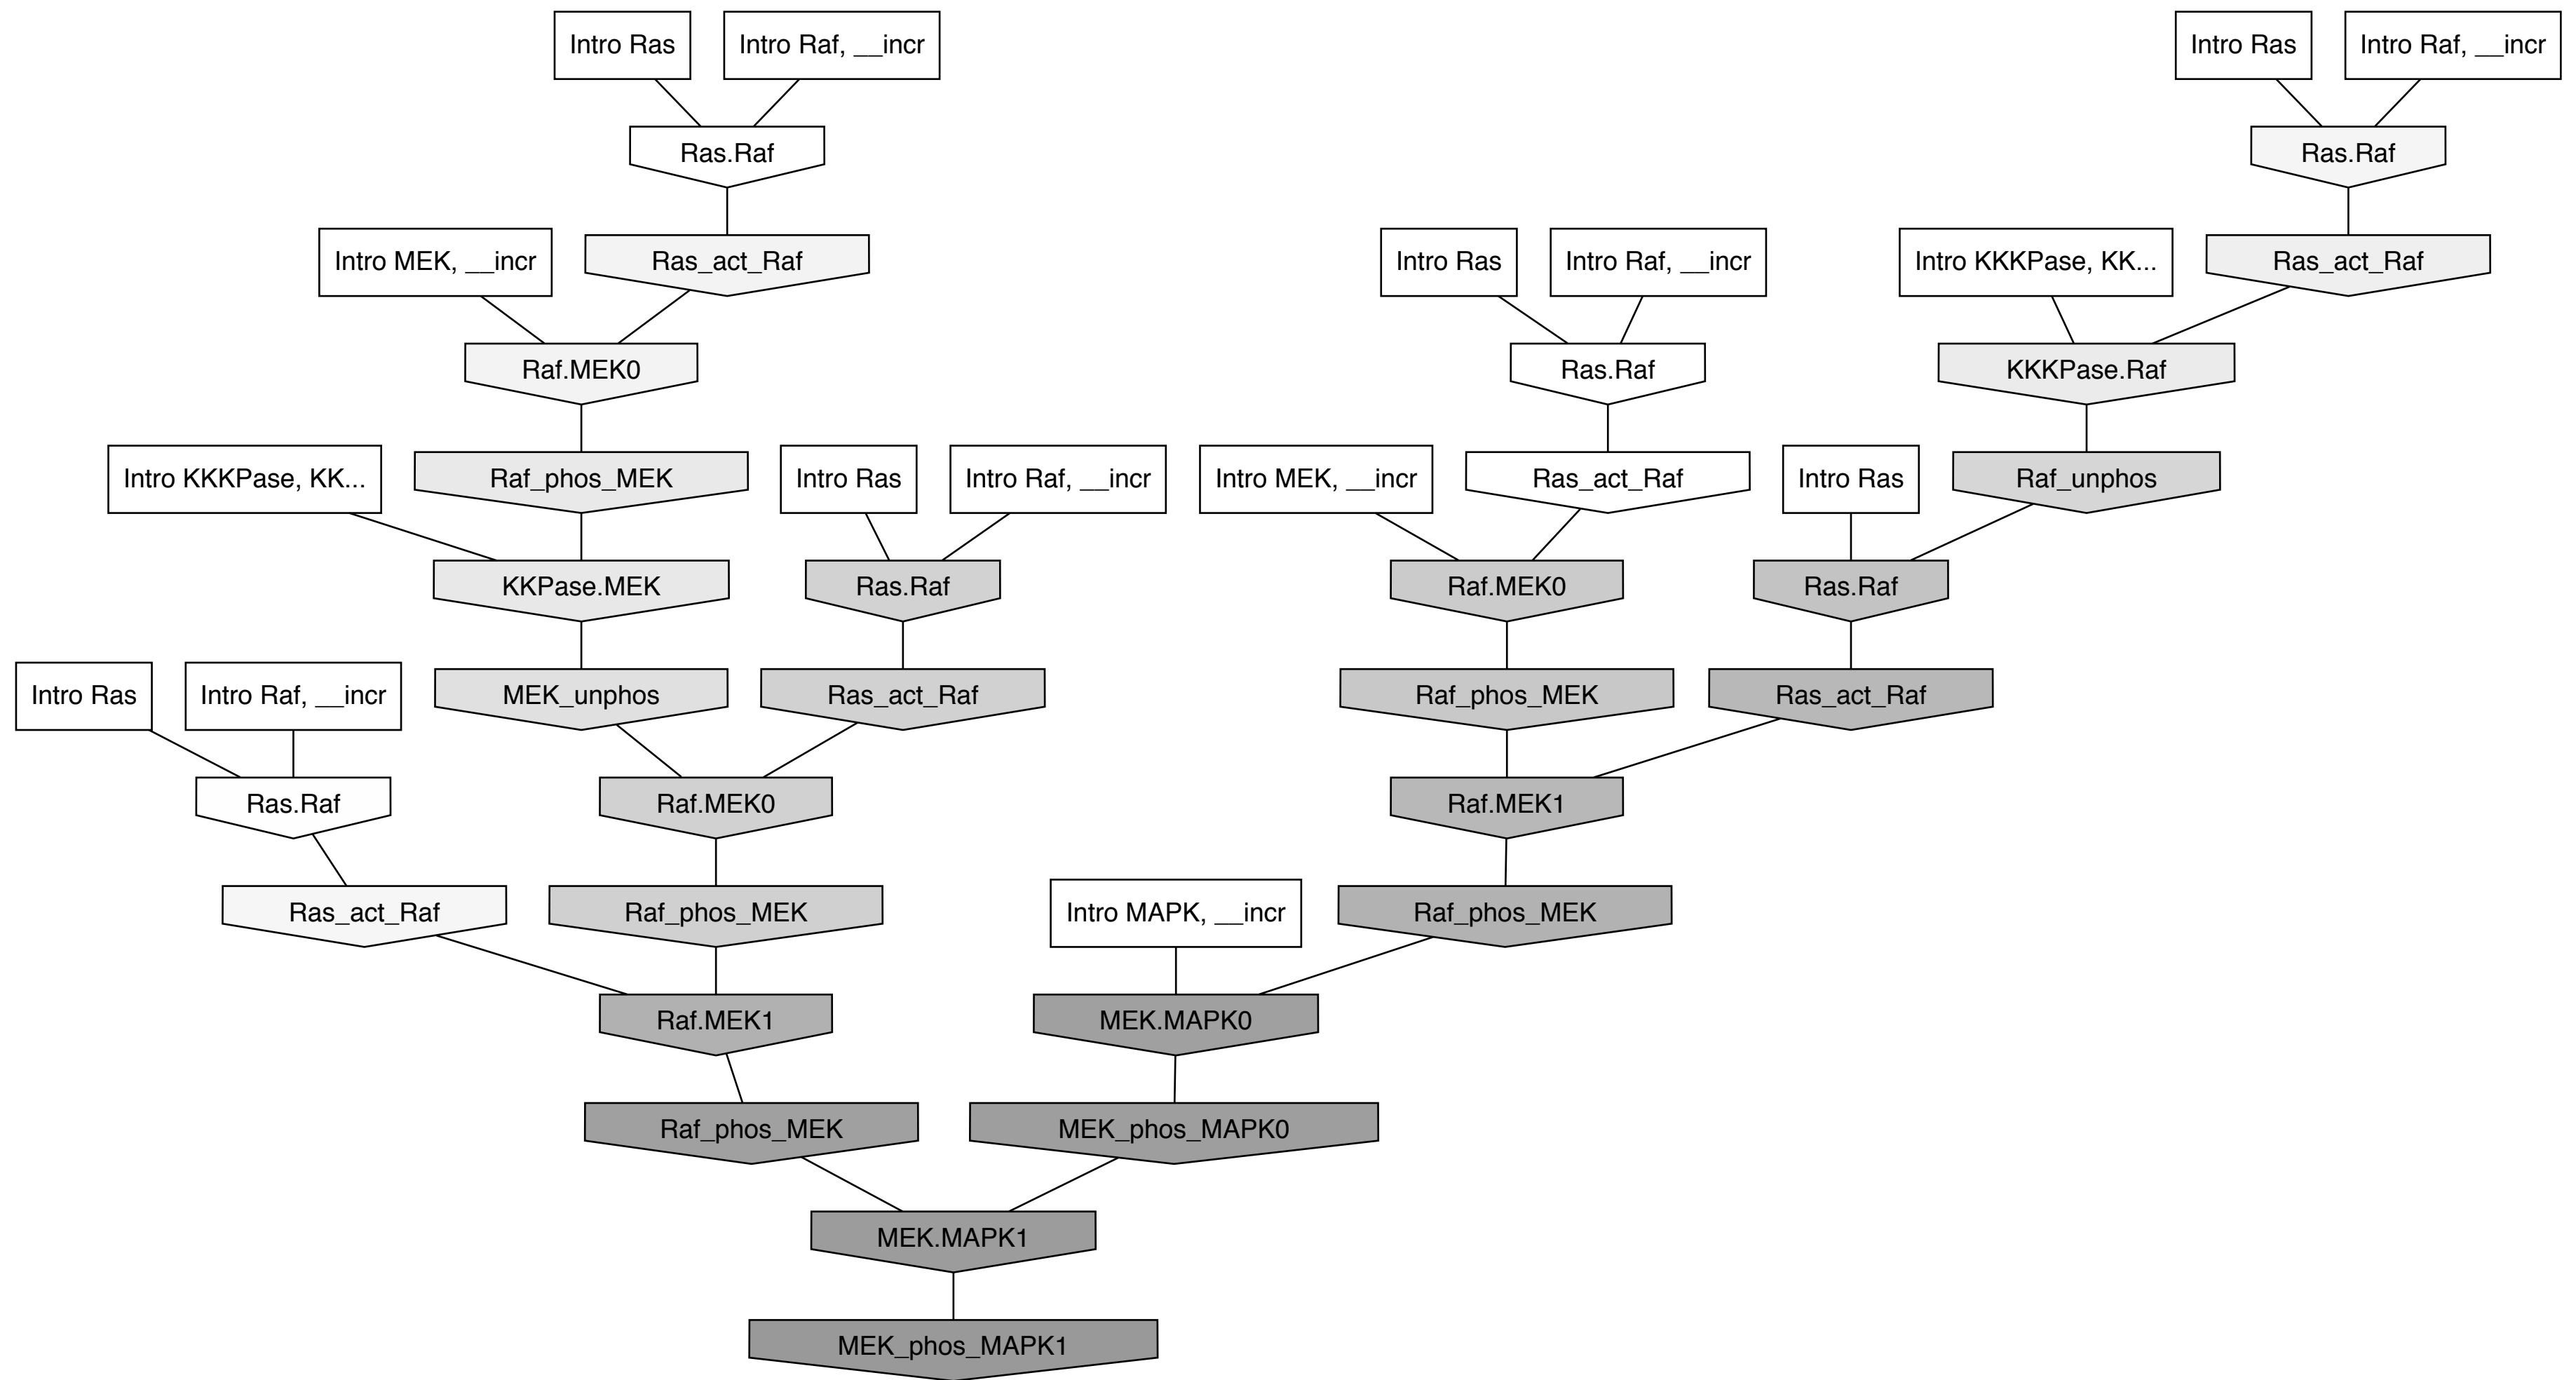 Intro Ras
Intro Raf, __incr
Intro Ras
Intro Raf, __incr
Ras.Raf
Ras.Raf
Intro MEK, __incr
Ras_act_Raf
Intro Ras
Intro Raf, __incr
Intro KKKPase, KK...
Ras_act_Raf
Raf.MEK0
Ras.Raf
KKKPase.Raf
Intro KKKPase, KK...
Raf_phos_MEK
Intro Ras
Intro Raf, __incr
Intro MEK, __incr
Ras_act_Raf
Intro Ras
Raf_unphos
KKPase.MEK
Ras.Raf
Raf.MEK0
Ras.Raf
Intro Ras
Intro Raf, __incr
MEK_unphos
Ras_act_Raf
Raf_phos_MEK
Ras_act_Raf
Ras.Raf
Raf.MEK0
Raf.MEK1
Ras_act_Raf
Raf_phos_MEK
Intro MAPK, __incr
Raf_phos_MEK
Raf.MEK1
MEK.MAPK0
Raf_phos_MEK
MEK_phos_MAPK0
MEK.MAPK1
MEK_phos_MAPK1